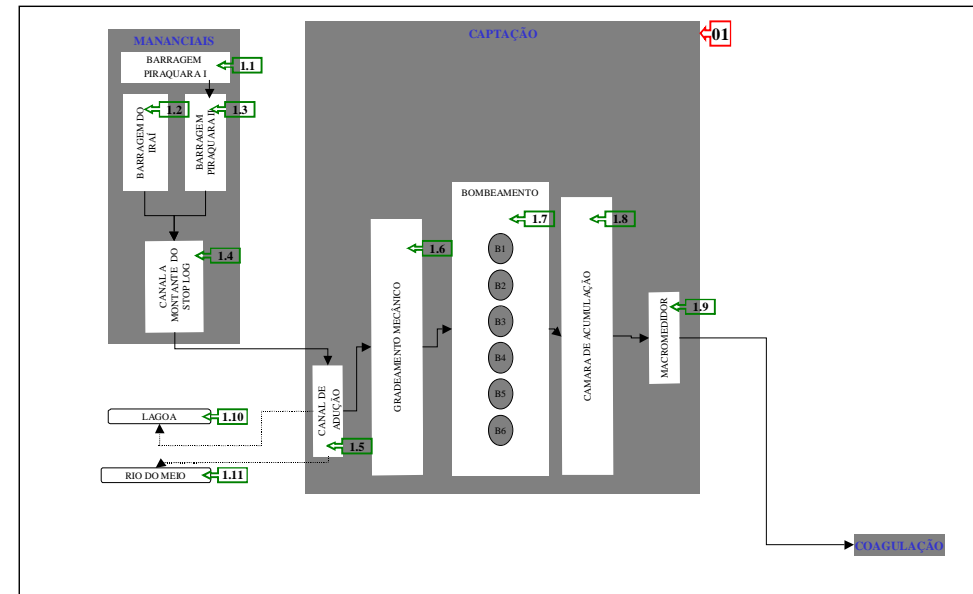 MANANCIAIS
BARRAGEM
PIRAQUARA I
1.1
BARRAGEM DO
IRAÍ
1.2
BARRAGEM
PIRAQUARA II
1.3
CANAL A
MONTANTE DO
STOP LOG
1.4
CAPTAÇÃO
01
CANAL DE
ADUÇÃO
1.5
GRADEAMENTO MECÂNICO
1.6
BOMBEAMENTO
1.7
B1
B2
B3
B4
B5
B6
CAMARA DE ACUMULAÇÃO
1.8
MACROMEDIDOR
1.9
LAGOA
1.10
RIO DO MEIO
1.11
COAGULAÇÃO